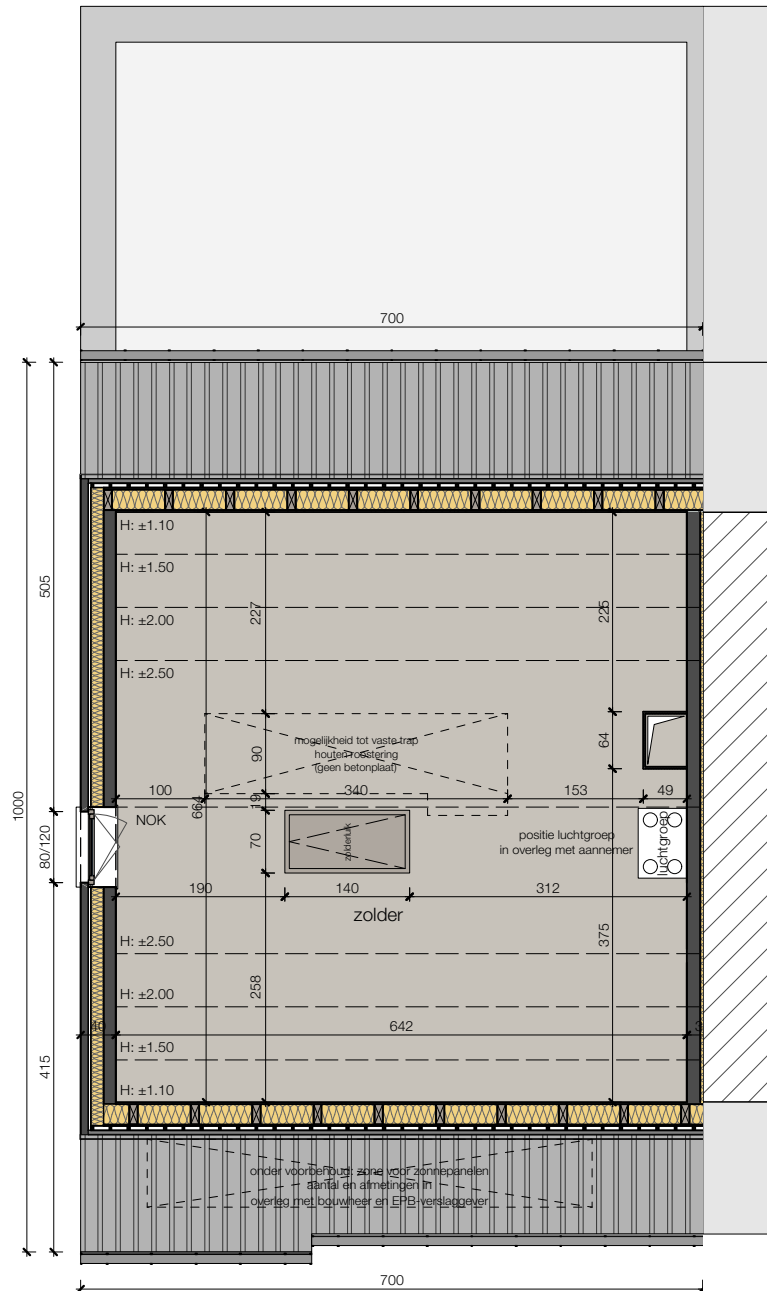 700
H: ±1.10
H: ±1.50
H: ±2.00
H: ±2.50
505
227
225
mogelijkheid tot vaste trap
houten roostering
(geen betonplaat)
90
64
100
340
153
49
19
664
NOK
1000
80/120
70
zolderluik
positie luchtgroep
in overleg met aannemer
luchtgroep
190
140
312
zolder
375
258
H: ±2.50
H: ±2.00
40
642
3
415
H: ±1.50
H: ±1.10
onder voorbehoud: zone voor zonnepanelen
aantal en afmetingen in
overleg met bouwheer en EPB-verslaggever
700